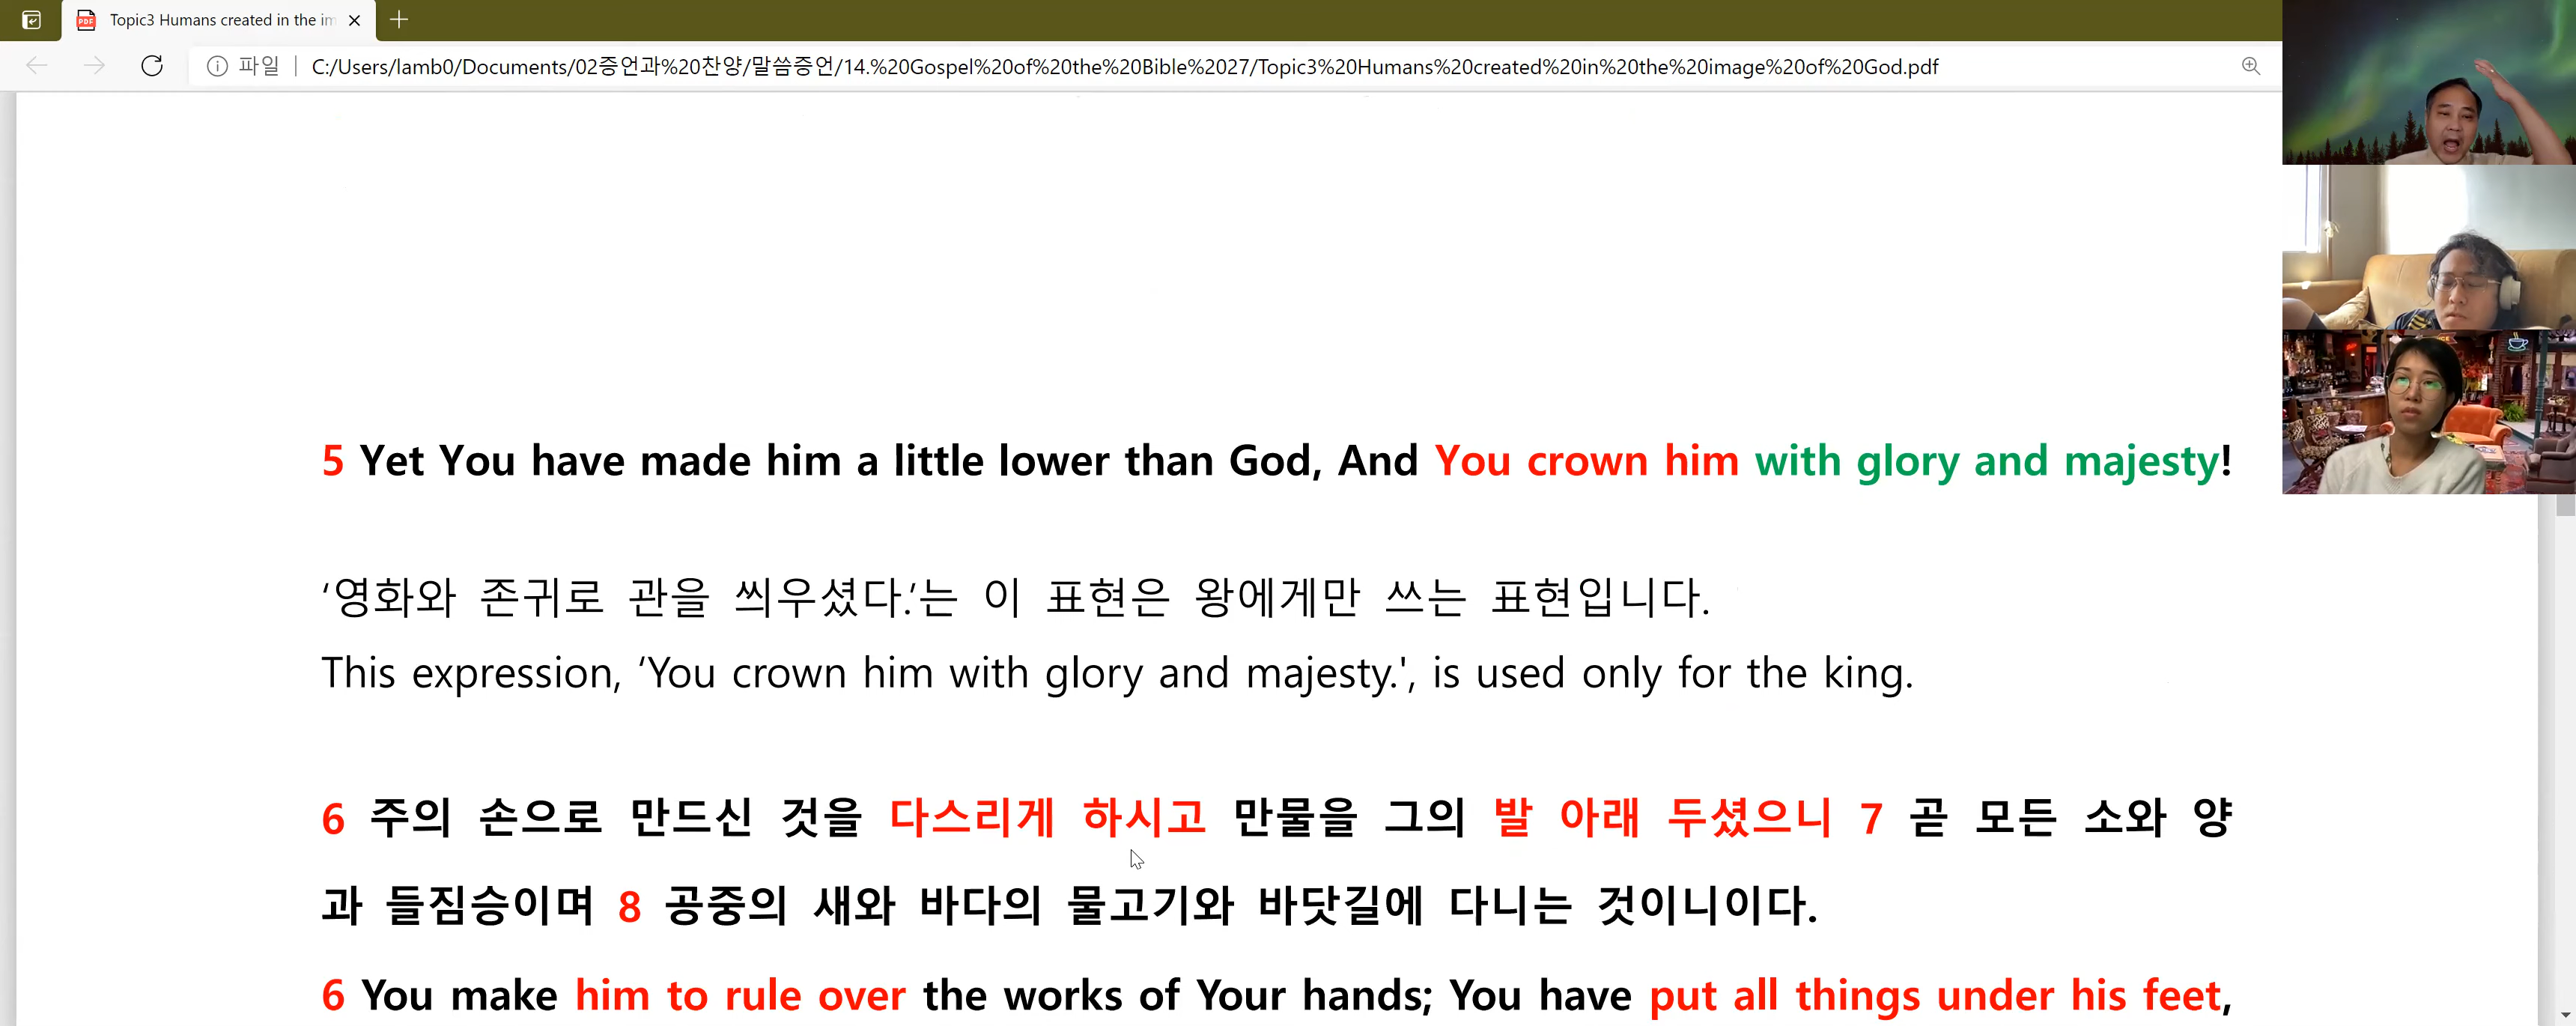 Topic3 Humans created in the im
파일 C:/Users/lamb0/Documents/02증언과%20찬양/말씀증언/14.%20Gospel%20of%20the%20Bible%2027/Topic3%20Humans%20created%20in%20the%20image%20of%20God.pdf
5 Yet You have made him a little lower than God, And You crown him with glory and majesty!
‘영화와 존귀로 관을 씌우셨다.’는 이 표현은 왕에게만 쓰는 표현입니다.
This expression, ‘You crown him with glory and majesty.', is used only for the king.
6 주의 손으로 만드신 것을 다스리게 하시고 만물을 그의 발 아래 두셨으니 7 곧 모든 소와 양
과 들짐승이며 8 공중의 새와 바다의 물고기와 바닷길에 다니는 것이니이다.
6 You make him to rule over the works of Your hands; You have put all things under his feet,